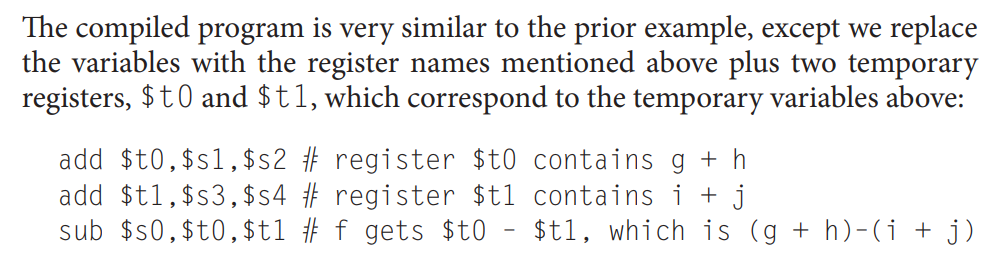 The compiled program is very similar to the prior example, except we replace
the variables with the register names mentioned above plus two temporary
registers, $t0 and $t1, which correspond to the temporary variables above:
add $t0,$s1,$s2 # register $t0 contains g + h
add $t1,$s3,$s4 # register $t1 contains i + j
sub $s0,$t0,$t1 # f gets $t0 – $t1, which is (g + h)–(i + j)